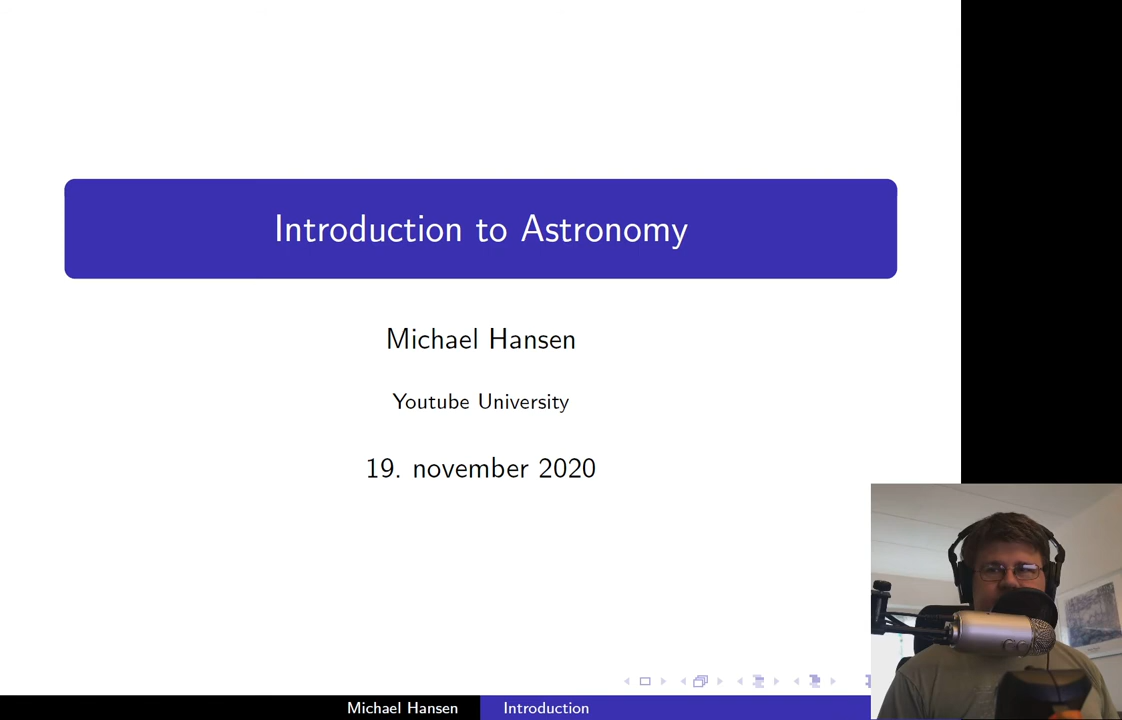 Introduction to Astronomy
Michael Hansen
Youtube University
19. november 2020
Michael Hansen
Introduction